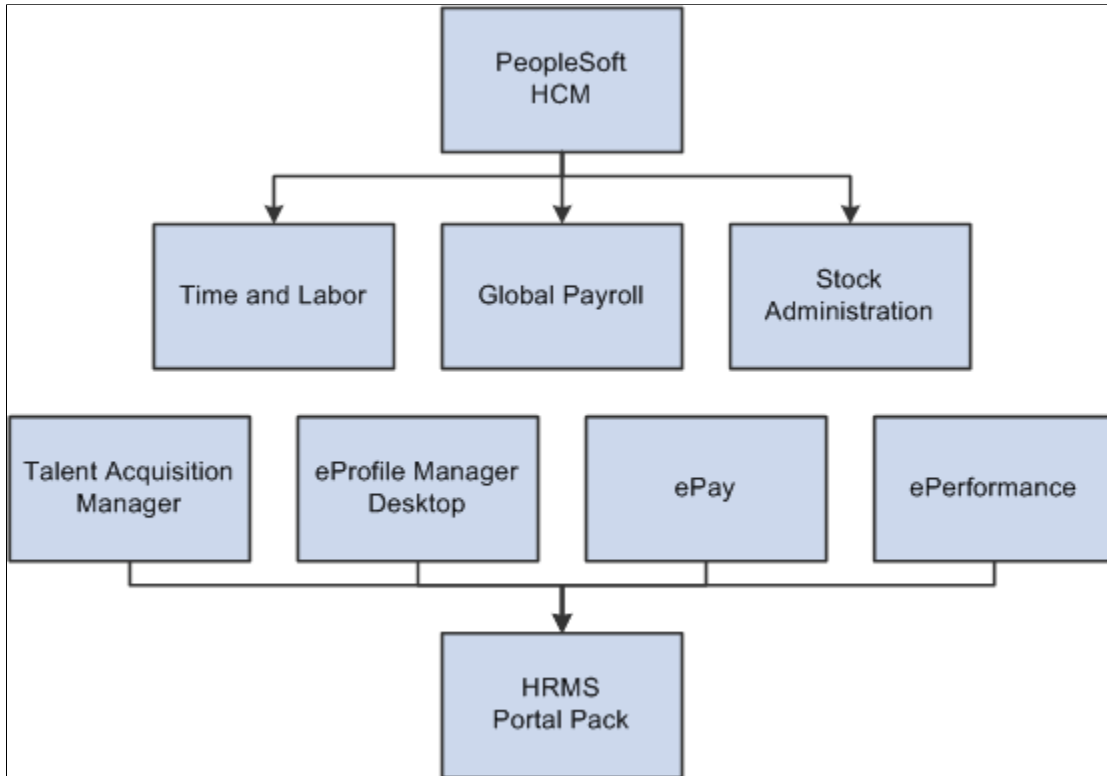 PeopleSoft
HCM
Time and Labor
Global Payroll
Stock
Administration
Talent Acquisition
Manager
eProfile Manager
Desktop
ePay
ePerformance
HRMS
Portal Pack